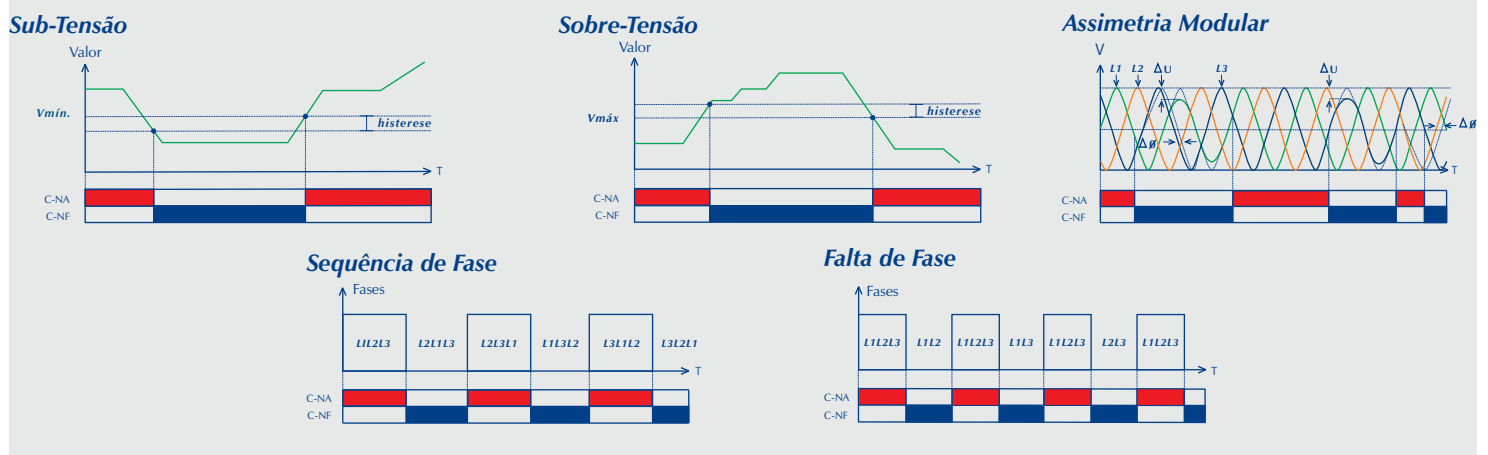 Sub-Tensão
Valor
Vmín.
histerese
T
C-NA
C-NF
Sobre-Tensão
Valor
Vmáx
histerese
T
C-NA
C-NF
Assimetria Modular
V
L1 L2 ΔU L3 ΔU
ΔØ
ΔØ
T
C-NA
C-NF
Sequência de Fase
Fases
L1L2L3 L2L1L3 L2L3L1 L1L3L2 L3L1L2 L3L2L1
T
C-NA
C-NF
Falta de Fase
Fases
L1L2L3 L1L2 L1L2L3 L1L3 L1L2L3 L2L3 L1L2L3
T
C-NA
C-NF